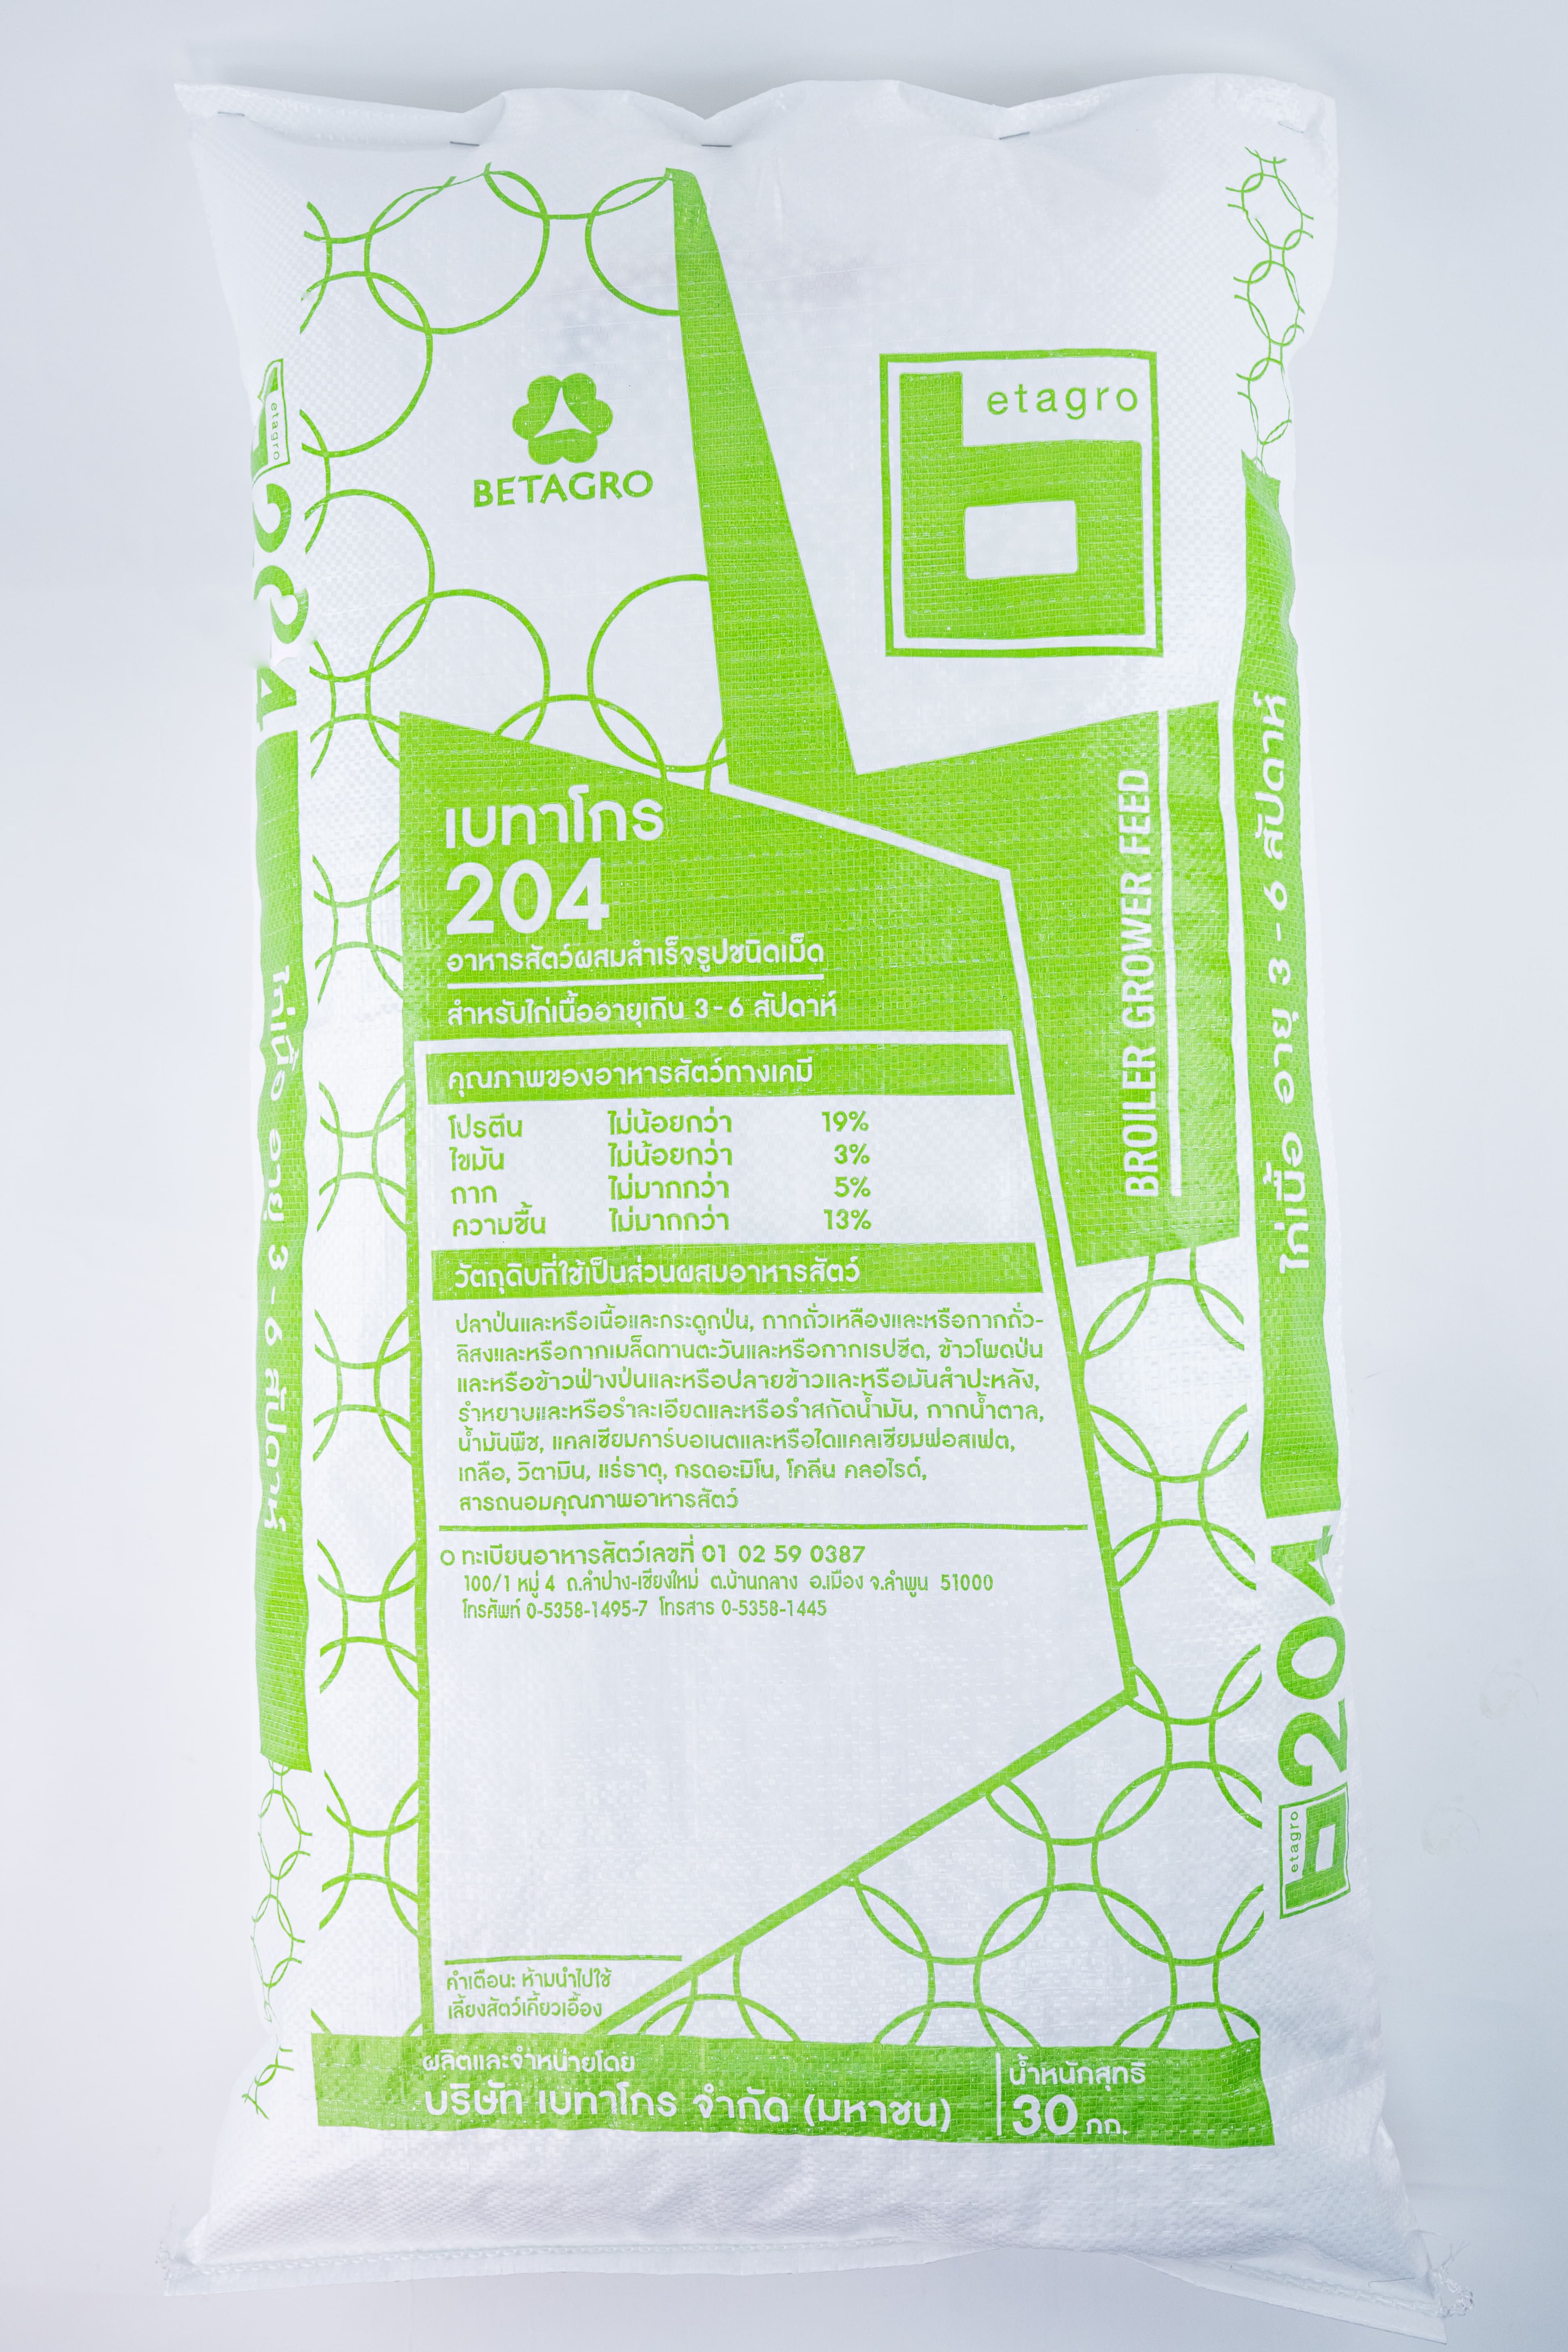 BETAGRO
etagro
เบทาโกร
204
อาหารสัตว์ผสมสำเร็จรูปชนิดเม็ด
สำหรับไก่เนื้ออายุเกิน 3-6 สัปดาห์
BROILER GROWER FEED
คุณภาพของอาหารสัตว์ทางเคมี
โปรตีน ไม่น้อยกว่า 19%
ไขมัน ไม่น้อยกว่า 3%
กาก ไม่มากกว่า 5%
ความชื้น ไม่มากกว่า 13%
วัตถุดิบที่ใช้เป็นส่วนผสมอาหารสัตว์
ปลาป่นและหรือเนื้อและกระดูกป่น, กากถั่วเหลืองและหรือกากถั่ว-
ลิสงและหรือกากเมล็ดทานตะวันและหรือกากเรปซีด, ข้าวโพดป่น
และหรือข้าวฟ่างป่นและหรือปลายข้าวและหรือมันสำปะหลัง,
รำหยาบและหรือรำละเอียดและหรือรำสกัดน้ำมัน, กากน้ำตาล,
น้ำมันพืช, แคลเซียมคาร์บอเนตและหรือไดแคลเซียมฟอสเฟต,
เกลือ, วิตามิน, แร่ธาตุ, กรดอะมิโน, โคลีน คลอไรด์,
สารถนอมคุณภาพอาหารสัตว์
ทะเบียนอาหารสัตว์เลขที่ 01 02 59 0387
100/1 หมู่ 4 ถ.ลำปาง-เชียงใหม่ ต.บ้านกลาง อ.เมือง จ.ลำพูน 51000
โทรศัพท์ 0-5358-1495-7 โทรสาร 0-5358-1445
คำเตือน: ห้ามนำไปใช้
เลี้ยงสัตว์เคี้ยวเอื้อง
ผลิตและจำหน่ายโดย
บริษัท เบทาโกร จำกัด (มหาชน)
น้ำหนักสุทธิ
30 กก.
etagro
204
ไก่เนื้อ อายุ 3 - 6 สัปดาห์
etagro
204
ไก่เนื้อ อายุ 3 - 6 สัปดาห์